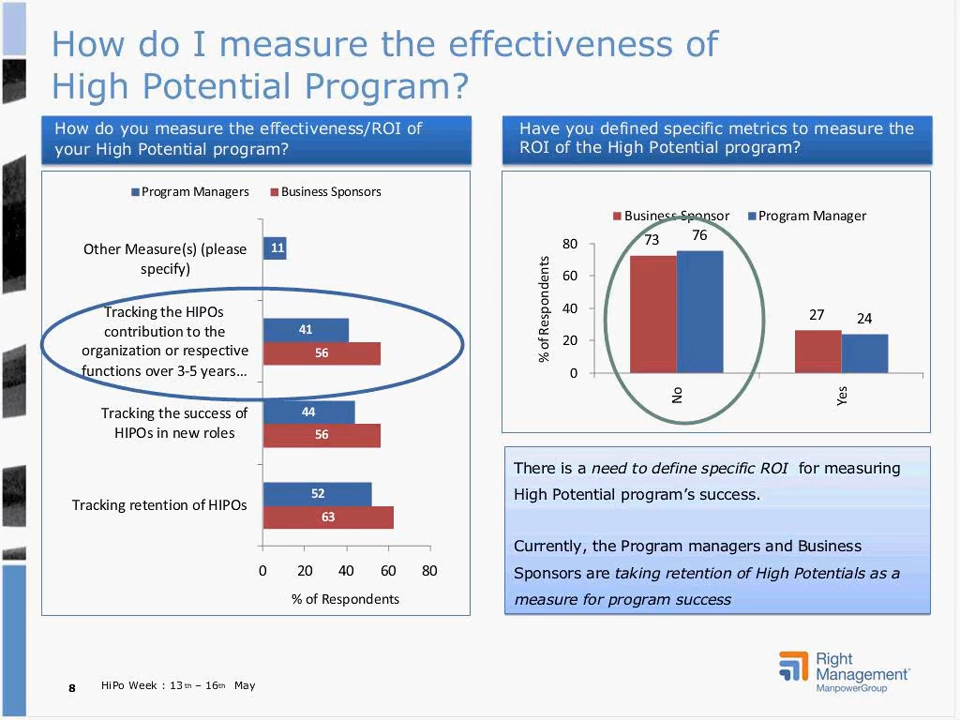 How do I measure the effectiveness of
High Potential Program?
How do you measure the effectiveness/ROI of
your High Potential program?
Program Managers Business Sponsors
Other Measure(s) (please
specify)
11
Tracking the HIPOs
contribution to the
organization or respective
functions over 3-5 years...
41
56
Tracking the success of
HIPOs in new roles
44
56
Tracking retention of HIPOs
52
63
0 20 40 60 80
% of Respondents
Have you defined specific metrics to measure the
ROI of the High Potential program?
Business Sponsor Program Manager
% of Respondents
80
60
40
20
0
73 76
27 24
No
Yes
There is a need to define specific ROI for measuring
High Potential program's success.
Currently, the Program managers and Business
Sponsors are taking retention of High Potentials as a
measure for program success
8 HiPo Week : 13th – 16th May
Right
Management
ManpowerGroup